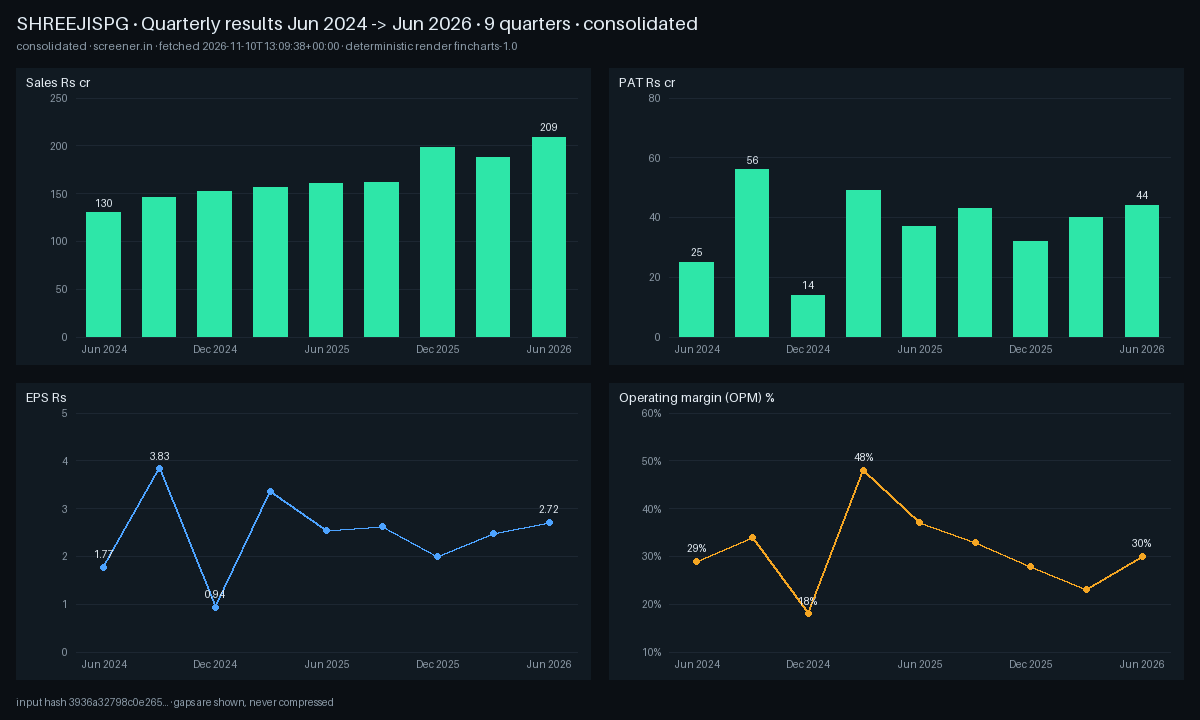 SHREEJISPG · Quarterly results Jun 2024 -> Jun 2026 · 9 quarters · consolidated
consolidated · screener.in · fetched 2026-11-10T13:09:38+00:00 · deterministic render fincharts-1.0
Sales Rs cr
250
200
150
100
50
0
130
209
Jun 2024
Dec 2024
Jun 2025
Dec 2025
Jun 2026
PAT Rs cr
80
60
40
20
0
25
56
14
44
Jun 2024
Dec 2024
Jun 2025
Dec 2025
Jun 2026
EPS Rs
5
4
3
2
1
0
1.77
3.83
0.94
2.72
Jun 2024
Dec 2024
Jun 2025
Dec 2025
Jun 2026
Operating margin (OPM) %
60%
50%
40%
30%
20%
10%
29%
18%
48%
30%
Jun 2024
Dec 2024
Jun 2025
Dec 2025
Jun 2026
input hash 3936a32798c0e265… · gaps are shown, never compressed